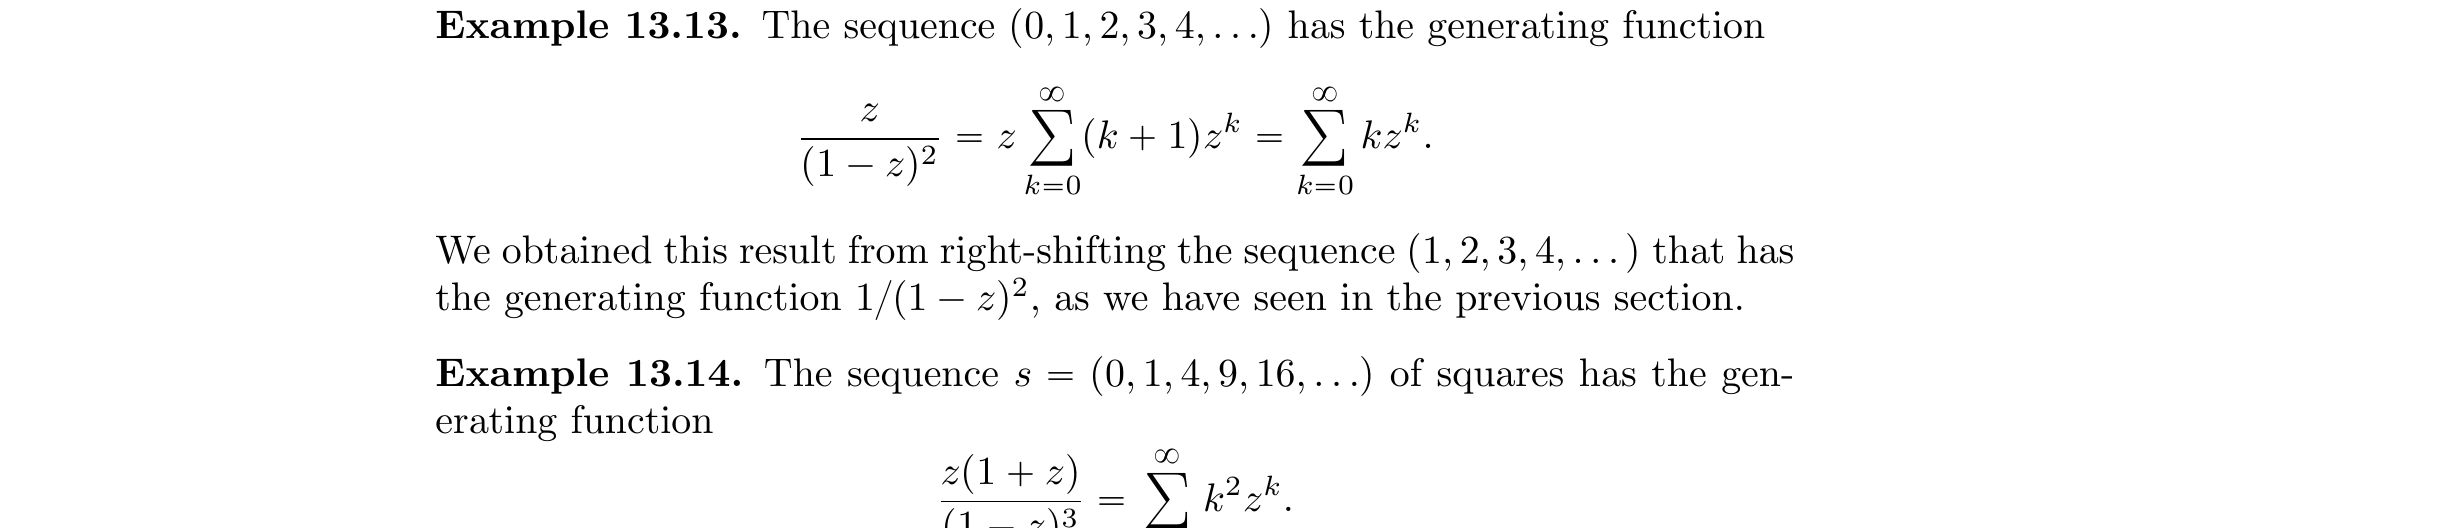 Example 13.13. The sequence (0, 1, 2, 3, 4, . . .) has the generating function
z/(1 − z)² = z ∑_{k=0}^{∞} (k + 1)z^k = ∑_{k=0}^{∞} kz^k.
We obtained this result from right-shifting the sequence (1, 2, 3, 4, . . . ) that has
the generating function 1/(1 − z)², as we have seen in the previous section.
Example 13.14. The sequence s = (0, 1, 4, 9, 16, . . .) of squares has the gen-
erating function
z(1 + z)/(1 − z)³ = ∑^{∞} k²z^k.